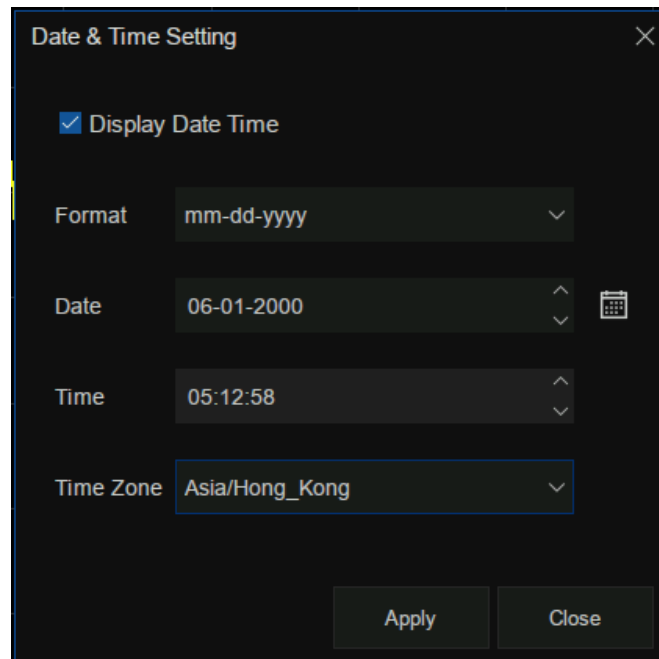 Date & Time Setting
Display Date Time
Format mm-dd-yyyy
Date 06-01-2000
Time 05:12:58
Time Zone Asia/Hong_Kong
Apply Close